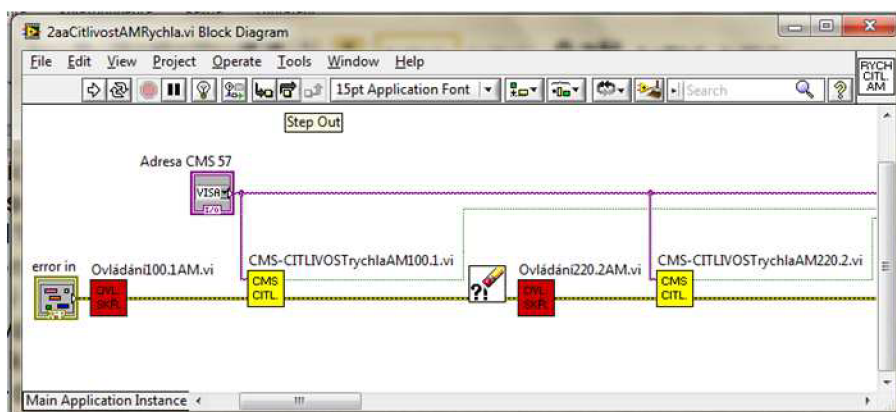 2aaCitlivostAMRychla.vi Block Diagram
File Edit View Project Operate Tools Window Help
15pt Application Font
Search
RYCH
CITL.
AM
Step Out
Adresa CMS 57
VISA
I/O
error in
Ovládání100.1AM.vi
CMS-CITLIVOSTrychlaAM100.1.vi
Ovládání220.2AM.vi
CMS-CITLIVOSTrychlaAM220.2.vi
OVL.
SKŘ.
CMS
CITL.
?!
OVL.
SKŘ.
CMS
CITL.
Main Application Instance